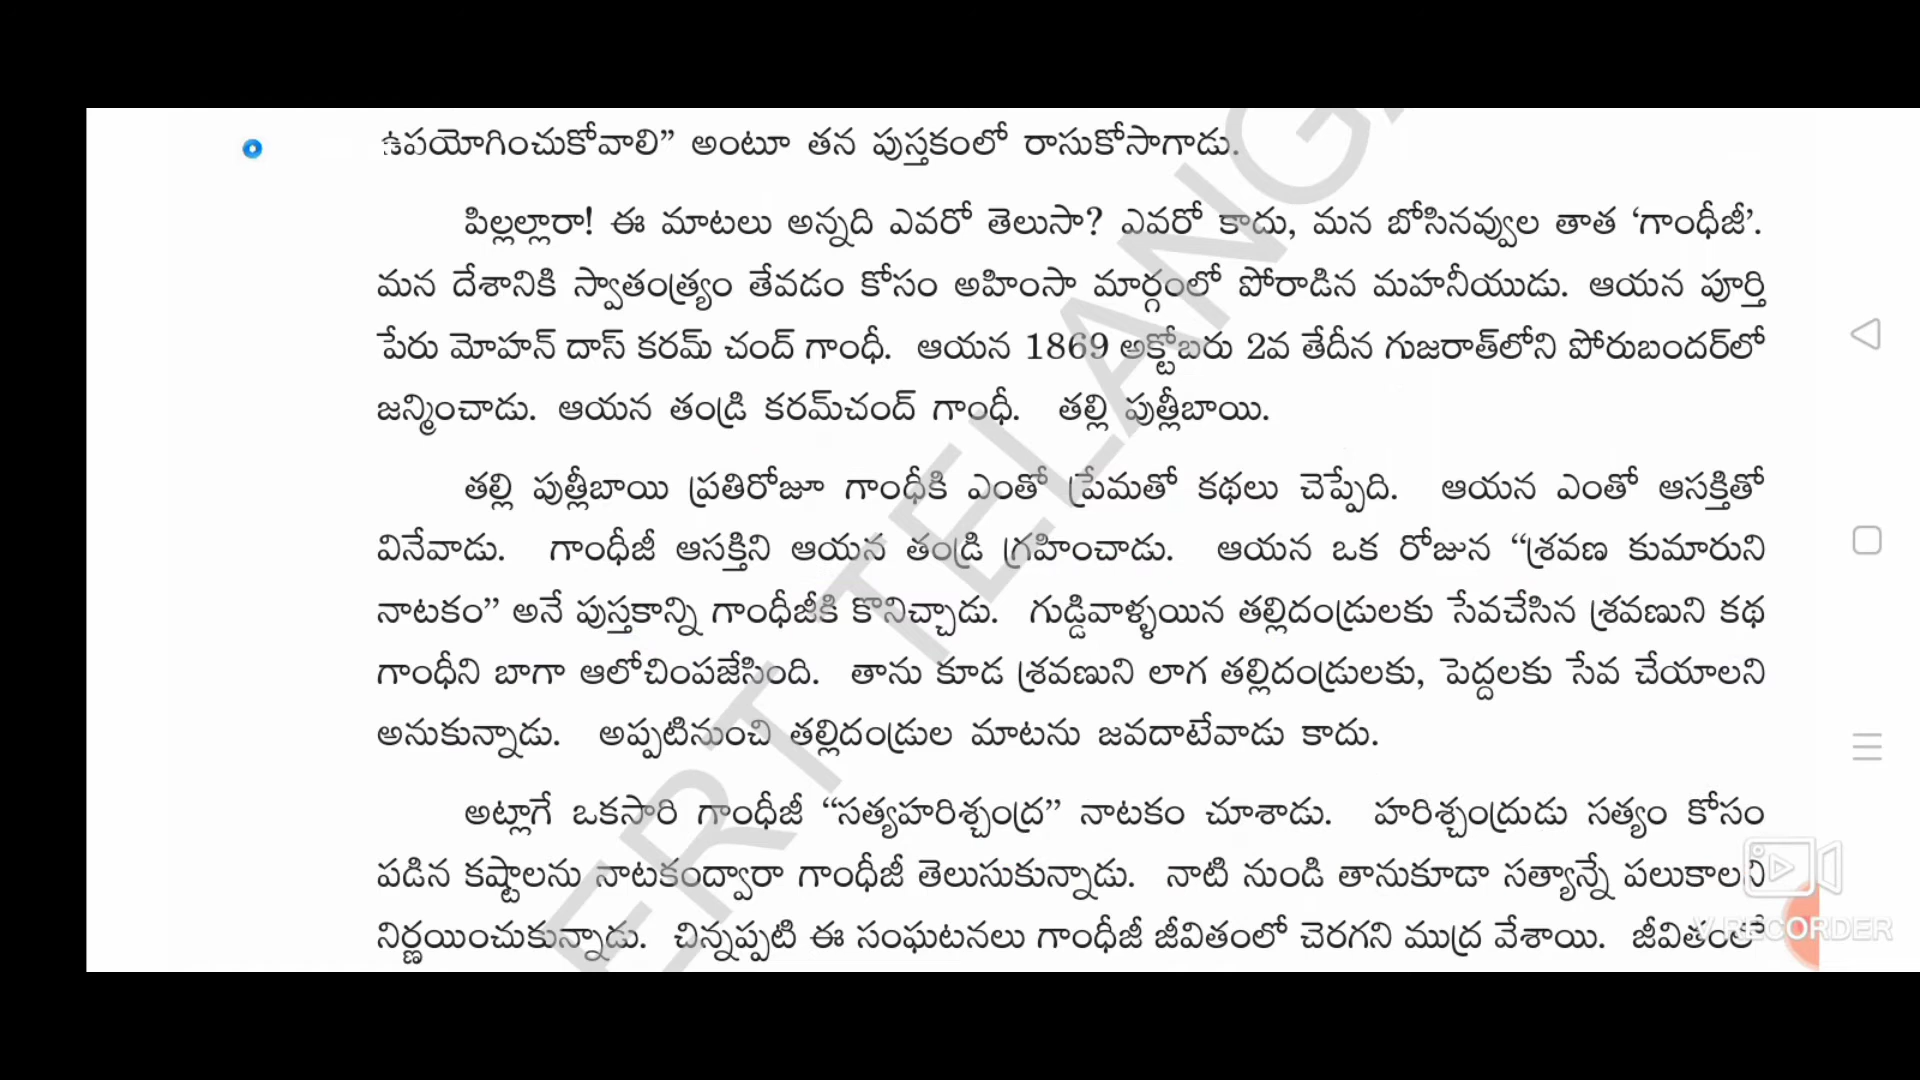 ఉపయోగించుకోవాలి” అంటూ తన పుస్తకంలో రాసుకోసాగాడు.
పిల్లల్లారా! ఈ మాటలు అన్నది ఎవరో తెలుసా? ఎవరో కాదు, మన బోసినవ్వుల తాత ‘గాంధీజీ’.
మన దేశానికి స్వాతంత్ర్యం తేవడం కోసం అహింసా మార్గంలో పోరాడిన మహనీయుడు. ఆయన పూర్తి
పేరు మోహన్ దాస్ కరమ్ చంద్ గాంధీ. ఆయన 1869 అక్టోబరు 2వ తేదీన గుజరాత్‌లోని పోరుబందర్‌లో
జన్మించాడు. ఆయన తండ్రి కరమ్‌చంద్ గాంధీ. తల్లి పుత్లీబాయి.
తల్లి పుత్లీబాయి ప్రతిరోజూ గాంధీకి ఎంతో ప్రేమతో కథలు చెప్పేది. ఆయన ఎంతో ఆసక్తితో
వినేవాడు. గాంధీజీ ఆసక్తిని ఆయన తండ్రి గ్రహించాడు. ఆయన ఒక రోజున “శ్రవణ కుమారుని
నాటకం” అనే పుస్తకాన్ని గాంధీజీకి కొనిచ్చాడు. గుడ్డివాళ్ళయిన తల్లిదండ్రులకు సేవచేసిన శ్రవణుని కథ
గాంధీని బాగా ఆలోచింపజేసింది. తాను కూడ శ్రవణుని లాగ తల్లిదండ్రులకు, పెద్దలకు సేవ చేయాలని
అనుకున్నాడు. అప్పటినుంచి తల్లిదండ్రుల మాటను జవదాటేవాడు కాదు.
అట్లాగే ఒకసారి గాంధీజీ “సత్యహరిశ్చంద్ర” నాటకం చూశాడు. హరిశ్చంద్రుడు సత్యం కోసం
పడిన కష్టాలను నాటకంద్వారా గాంధీజీ తెలుసుకున్నాడు. నాటి నుండి తానుకూడా సత్యాన్నే పలుకాలని
నిర్ణయించుకున్నాడు. చిన్నప్పటి ఈ సంఘటనలు గాంధీజీ జీవితంలో చెరగని ముద్ర వేశాయి. జీవితంలో
ERT TELANGA
V RECORDER